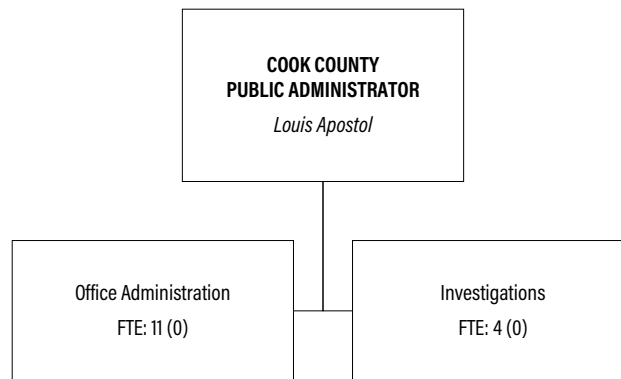 COOK COUNTY
PUBLIC ADMINISTRATOR
Louis Apostol
Office Administration
FTE: 11 (0)
Investigations
FTE: 4 (0)